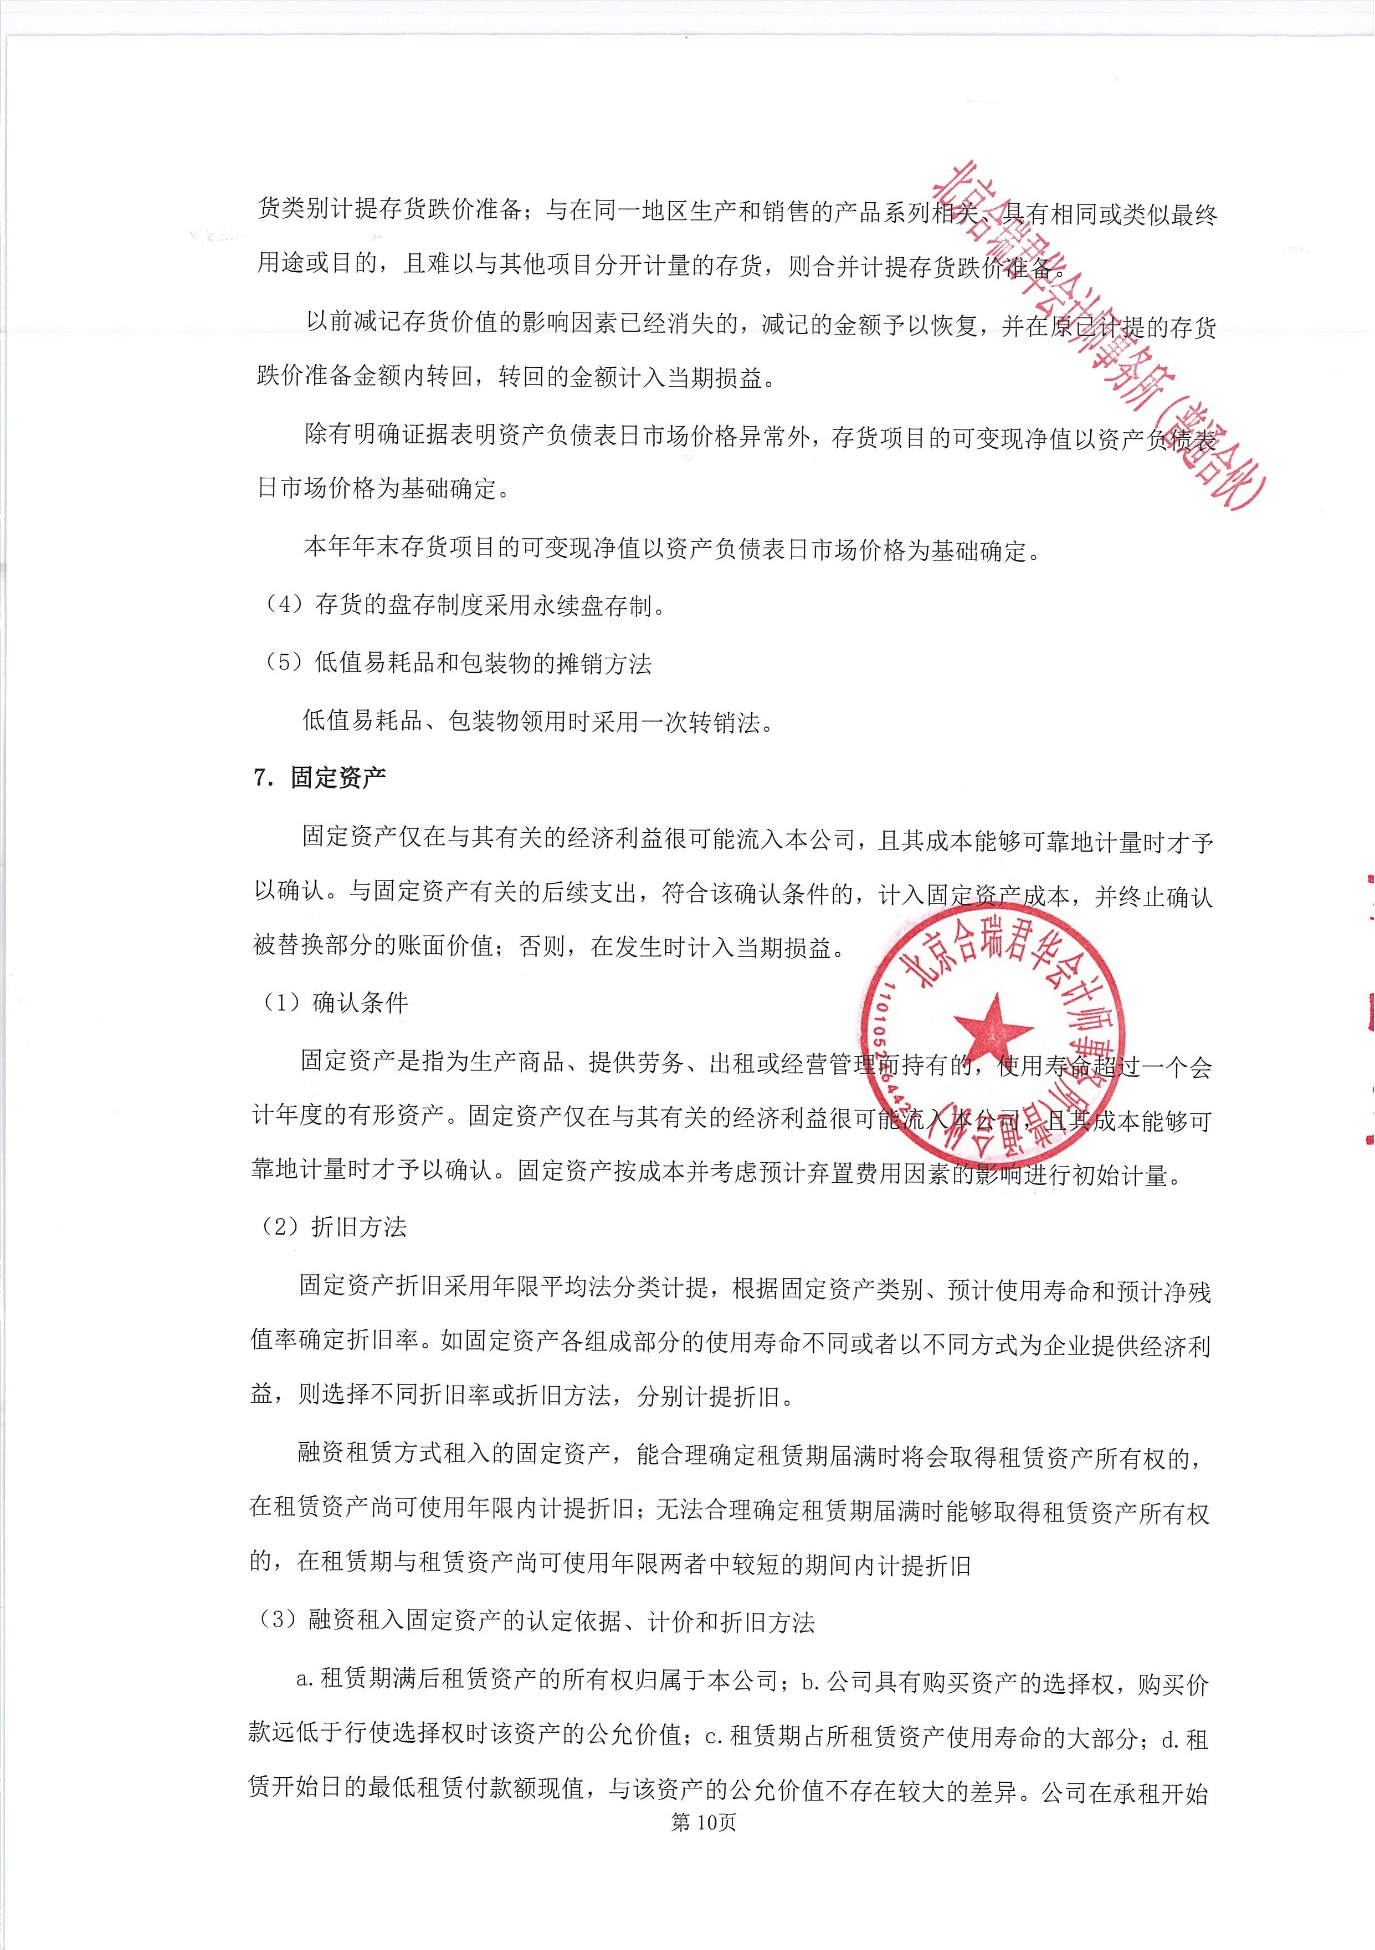 货类别计提存货跌价准备；与在同一地区生产和销售的产品系列相关、具有相同或类似最终
用途或目的，且难以与其他项目分开计量的存货，则合并计提存货跌价准备。
以前减记存货价值的影响因素已经消失的，减记的金额予以恢复，并在原已计提的存货
跌价准备金额内转回，转回的金额计入当期损益。
除有明确证据表明资产负债表日市场价格异常外，存货项目的可变现净值以资产负债表
日市场价格为基础确定。
本年年末存货项目的可变现净值以资产负债表日市场价格为基础确定。
（4）存货的盘存制度采用永续盘存制。
（5）低值易耗品和包装物的摊销方法
低值易耗品、包装物领用时采用一次转销法。
7. 固定资产
固定资产仅在与其有关的经济利益很可能流入本公司，且其成本能够可靠地计量时才予
以确认。与固定资产有关的后续支出，符合该确认条件的，计入固定资产成本，并终止确认
被替换部分的账面价值；否则，在发生时计入当期损益。
（1）确认条件
固定资产是指为生产商品、提供劳务、出租或经营管理而持有的，使用寿命超过一个会
计年度的有形资产。固定资产仅在与其有关的经济利益很可能流入本公司，且其成本能够可
靠地计量时才予以确认。固定资产按成本并考虑预计弃置费用因素的影响进行初始计量。
（2）折旧方法
固定资产折旧采用年限平均法分类计提，根据固定资产类别、预计使用寿命和预计净残
值率确定折旧率。如固定资产各组成部分的使用寿命不同或者以不同方式为企业提供经济利
益，则选择不同折旧率或折旧方法，分别计提折旧。
融资租赁方式租入的固定资产，能合理确定租赁期届满时将会取得租赁资产所有权的，
在租赁资产尚可使用年限内计提折旧；无法合理确定租赁期届满时能够取得租赁资产所有权
的，在租赁期与租赁资产尚可使用年限两者中较短的期间内计提折旧
（3）融资租入固定资产的认定依据、计价和折旧方法
a.租赁期满后租赁资产的所有权归属于本公司；b.公司具有购买资产的选择权，购买价
款远低于行使选择权时该资产的公允价值；c.租赁期占所租赁资产使用寿命的大部分；d.租
赁开始日的最低租赁付款额现值，与该资产的公允价值不存在较大的差异。公司在承租开始
第 10页
北京合瑞君华会计师事务所（普通合伙）
北京合瑞君华会计师事务所（普通合伙）